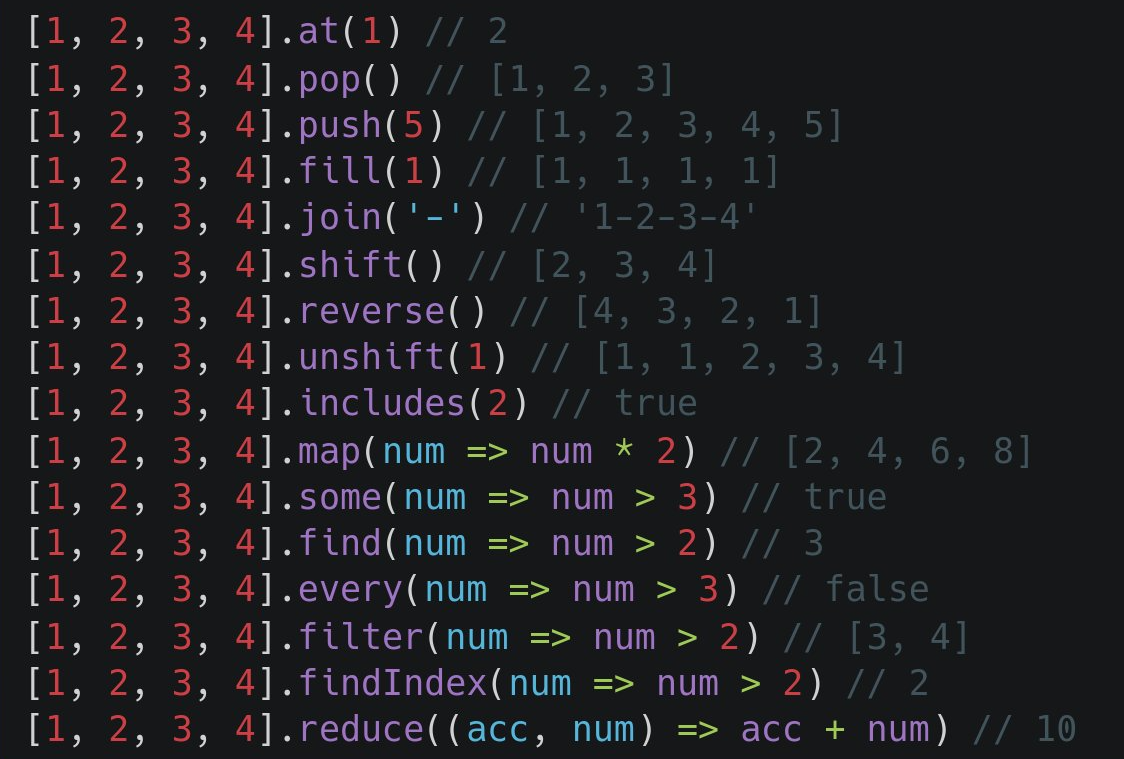 [1, 2, 3, 4].at(1) // 2
[1, 2, 3, 4].pop() // [1, 2, 3]
[1, 2, 3, 4].push(5) // [1, 2, 3, 4, 5]
[1, 2, 3, 4].fill(1) // [1, 1, 1, 1]
[1, 2, 3, 4].join('-') // '1-2-3-4'
[1, 2, 3, 4].shift() // [2, 3, 4]
[1, 2, 3, 4].reverse() // [4, 3, 2, 1]
[1, 2, 3, 4].unshift(1) // [1, 1, 2, 3, 4]
[1, 2, 3, 4].includes(2) // true
[1, 2, 3, 4].map(num => num * 2) // [2, 4, 6, 8]
[1, 2, 3, 4].some(num => num > 3) // true
[1, 2, 3, 4].find(num => num > 2) // 3
[1, 2, 3, 4].every(num => num > 3) // false
[1, 2, 3, 4].filter(num => num > 2) // [3, 4]
[1, 2, 3, 4].findIndex(num => num > 2) // 2
[1, 2, 3, 4].reduce((acc, num) => acc + num) // 10